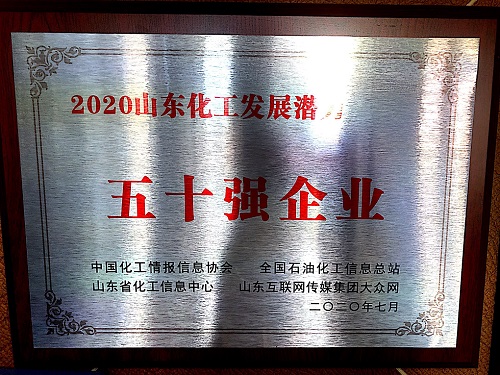 2020山东化工发展潜力
五十强企业
中国化工情报信息协会 全国石油化工信息总站
山东省化工信息中心 山东互联网传媒集团大众网
二〇二〇年七月